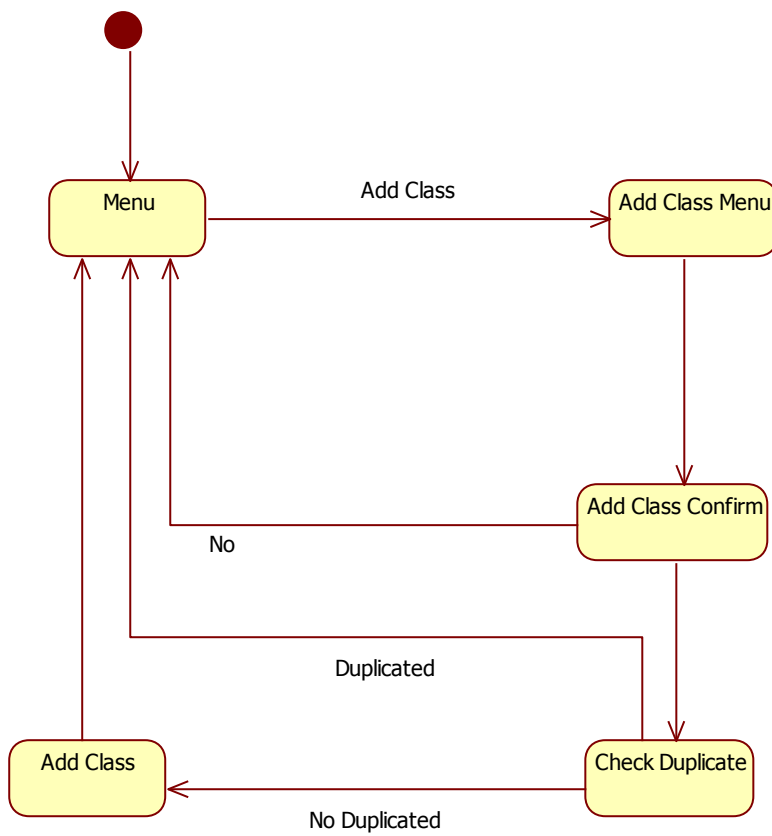 Menu
Add Class
Add Class Menu
Add Class Confirm
No
Duplicated
Add Class
Check Duplicate
No Duplicated